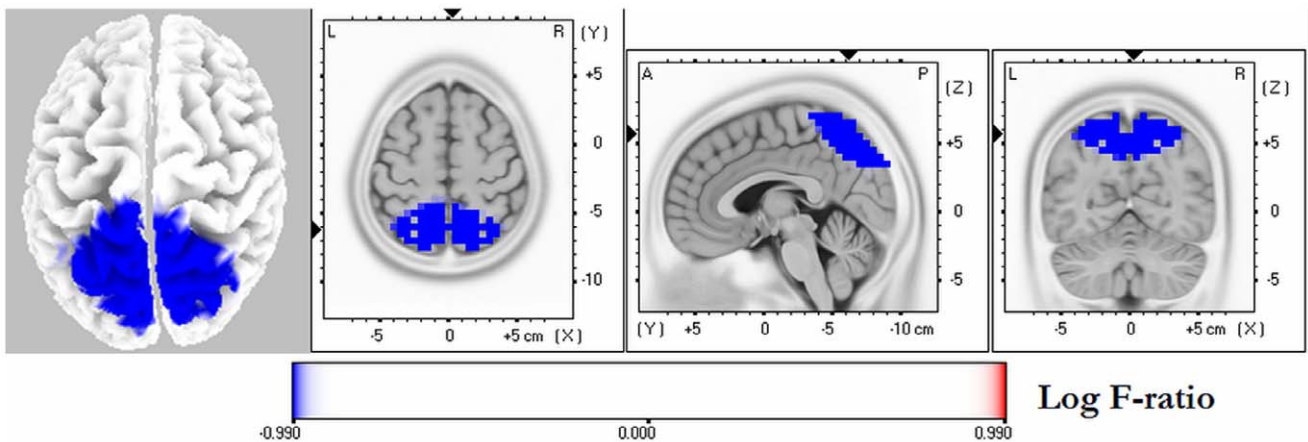 L R (Y)
+5
0
-5
-10
-5 0 +5 cm (X)
A P (Z)
+5
0
-5
(Y) +5 0 -5 -10 cm
L R (Z)
+5
0
-5
-5 0 +5 cm (X)
-0.990 0.000 0.990
Log F-ratio